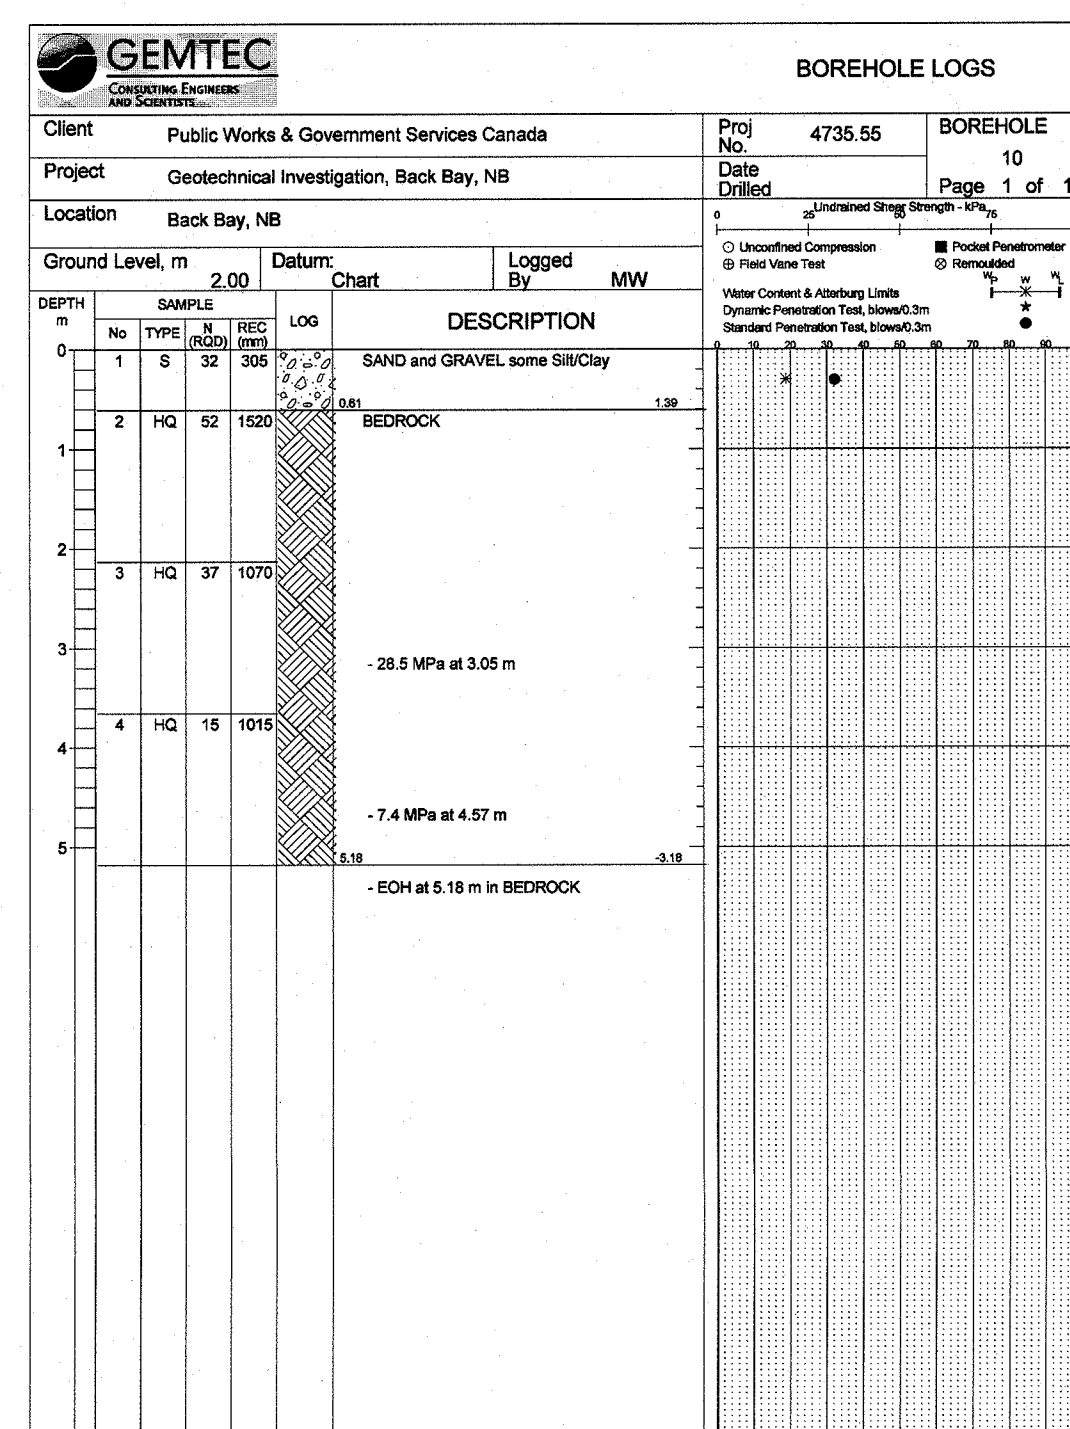 GEMTEC
CONSULTING ENGINEERS
AND SCIENTISTS
BOREHOLE LOGS
Client Public Works & Government Services Canada
Proj No. 4735.55
BOREHOLE
10
Page 1 of 1
Project Geotechnical Investigation, Back Bay, NB
Date Drilled
Location Back Bay, NB
Ground Level, m 2.00
Datum: Chart
Logged By MW
Undrained Shear Strength - kPa
0 25 50 75
Unconfined Compression
Pocket Penetrometer
Field Vane Test
Remoulded
Water Content & Atterburg Limits
WP W WL
Dynamic Penetration Test, blows/0.3m
Standard Penetration Test, blows/0.3m
0 10 20 30 40 50 60 70 80 90
DEPTH m
SAMPLE
No TYPE N (RQD) REC (mm)
LOG
DESCRIPTION
0
1 S 32 305 SAND and GRAVEL some Silt/Clay
0.61 1.39
2 HQ 52 1520 BEDROCK
1
2
3 HQ 37 1070
3
- 28.5 MPa at 3.05 m
4 HQ 15 1015
4
- 7.4 MPa at 4.57 m
5
5.18 -3.18
- EOH at 5.18 m in BEDROCK